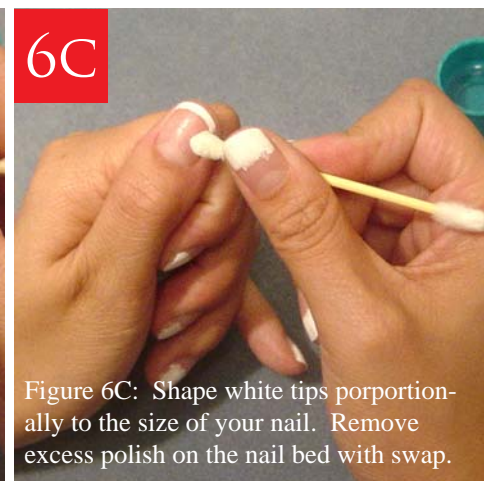 6C
Figure 6C: Shape white tips porportion-
ally to the size of your nail. Remove
excess polish on the nail bed with swap.